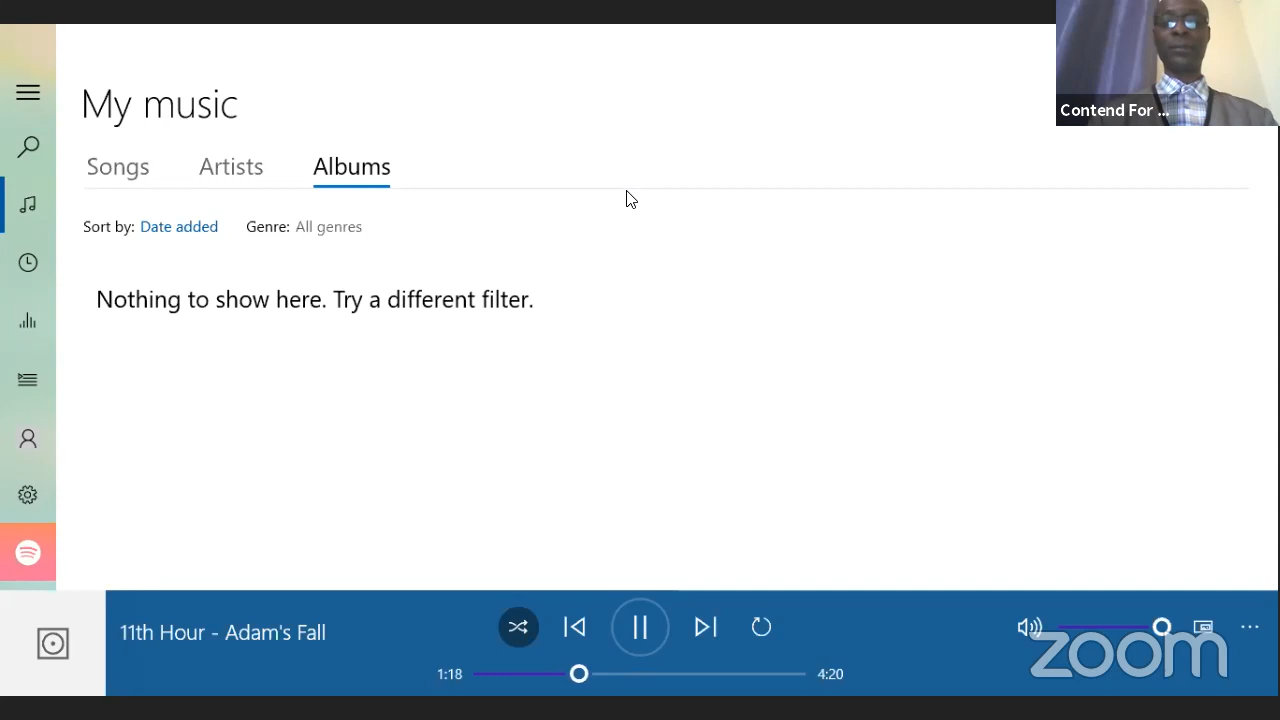 Contend For ...
My music
Songs Artists Albums
Sort by: Date added Genre: All genres
Nothing to show here. Try a different filter.
11th Hour - Adam's Fall
1:18 4:20
zoom